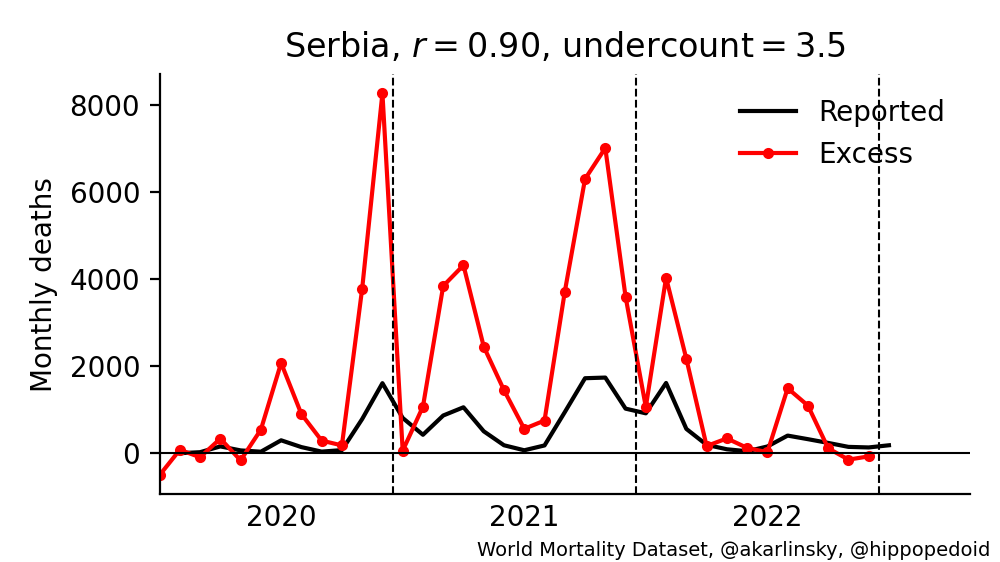 Serbia, r = 0.90, undercount = 3.5
Reported
Excess
Monthly deaths
8000
6000
4000
2000
0
2020 2021 2022
World Mortality Dataset, @akarlinsky, @hippopedoid